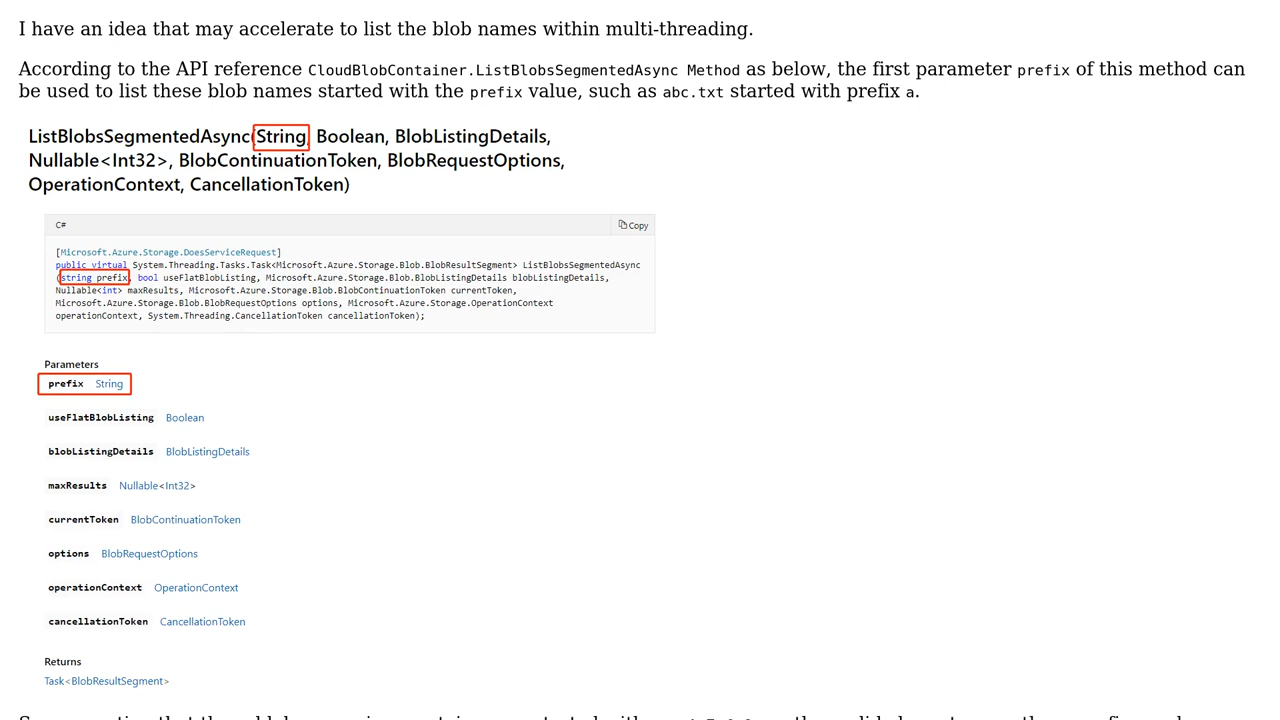 I have an idea that may accelerate to list the blob names within multi-threading.
According to the API reference CloudBlobContainer.ListBlobsSegmentedAsync Method as below, the first parameter prefix of this method can
be used to list these blob names started with the prefix value, such as abc.txt started with prefix a.
ListBlobsSegmentedAsync(String, Boolean, BlobListingDetails,
Nullable<Int32>, BlobContinuationToken, BlobRequestOptions,
OperationContext, CancellationToken)
C#
Copy
[Microsoft.Azure.Storage.DoesServiceRequest]
public virtual System.Threading.Tasks.Task<Microsoft.Azure.Storage.Blob.BlobResultSegment> ListBlobsSegmentedAsync
(string prefix, bool useFlatBlobListing, Microsoft.Azure.Storage.Blob.BlobListingDetails blobListingDetails,
Nullable<int> maxResults, Microsoft.Azure.Storage.Blob.BlobContinuationToken currentToken,
Microsoft.Azure.Storage.Blob.BlobRequestOptions options, Microsoft.Azure.Storage.OperationContext
operationContext, System.Threading.CancellationToken cancellationToken);
Parameters
prefix String
useFlatBlobListing Boolean
blobListingDetails BlobListingDetails
maxResults Nullable<Int32>
currentToken BlobContinuationToken
options BlobRequestOptions
operationContext OperationContext
cancellationToken CancellationToken
Returns
Task<BlobResultSegment>